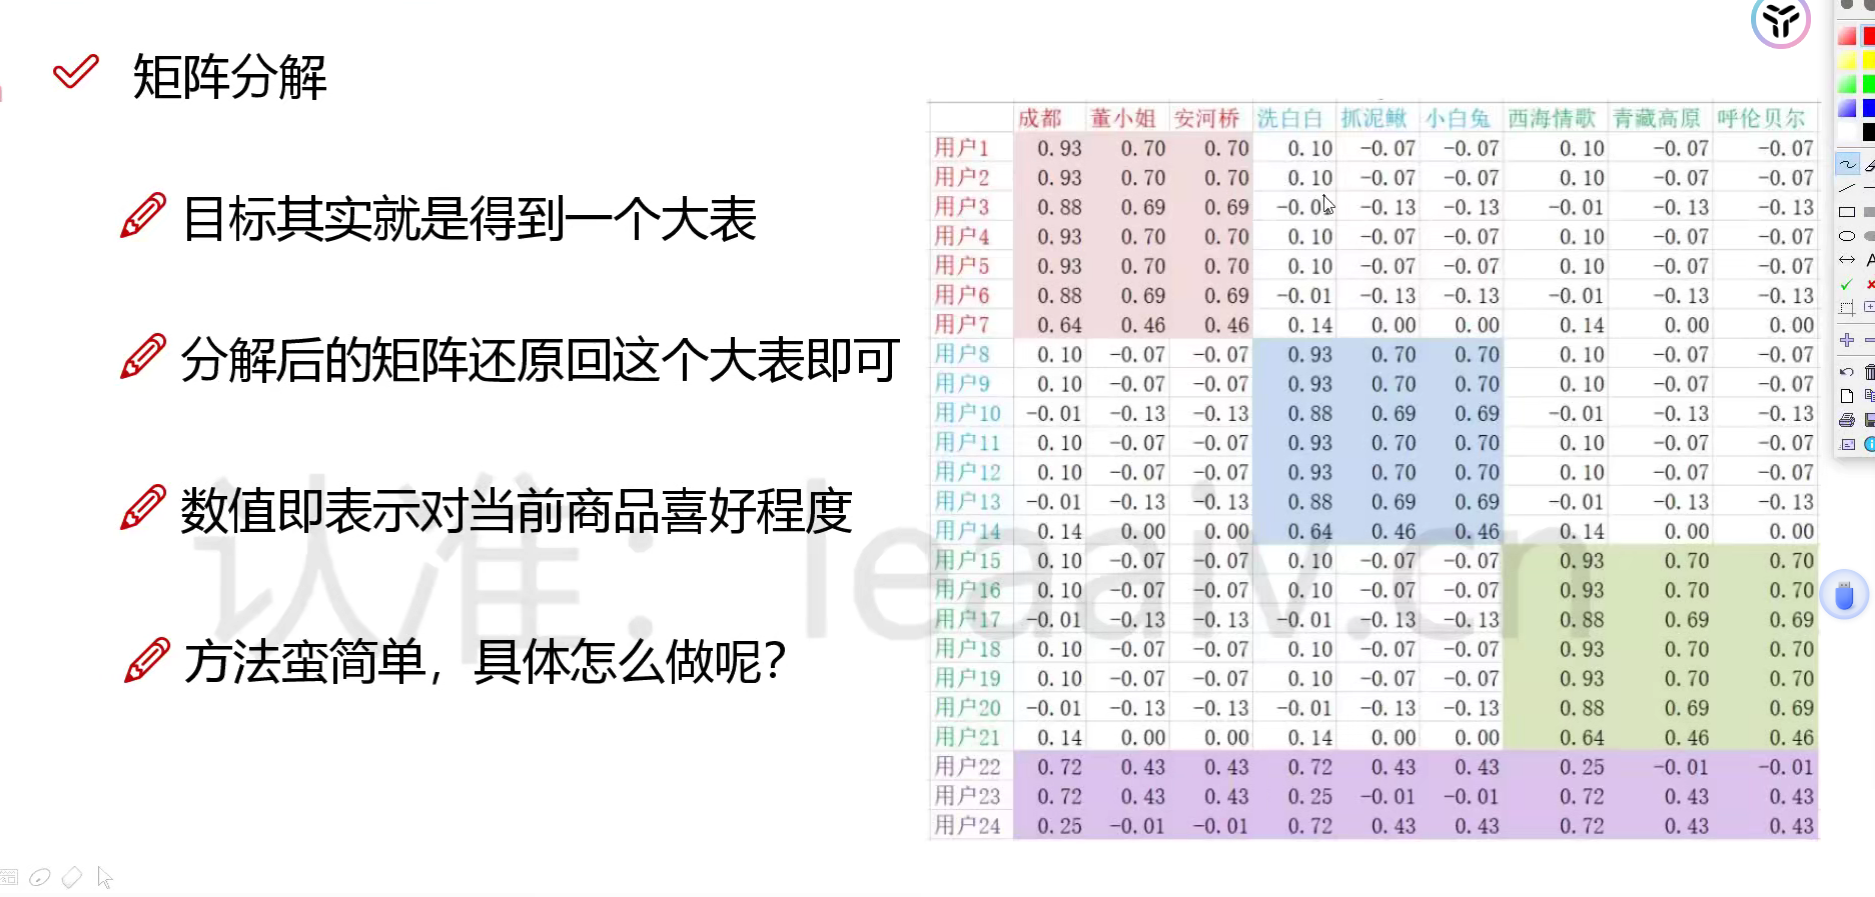 矩阵分解
目标其实就是得到一个大表
分解后的矩阵还原回这个大表即可
数值即表示对当前商品喜好程度
方法蛮简单，具体怎么做呢？
成都 董小姐 安河桥 洗白白 抓泥鳅 小白兔 西海情歌 青藏高原 呼伦贝尔
用户1 0.93 0.70 0.70 0.10 -0.07 -0.07 0.10 -0.07 -0.07
用户2 0.93 0.70 0.70 0.10 -0.07 -0.07 0.10 -0.07 -0.07
用户3 0.88 0.69 0.69 -0.13 -0.13 -0.01 -0.13 -0.13
用户4 0.93 0.70 0.70 0.10 -0.07 -0.07 0.10 -0.07 -0.07
用户5 0.93 0.70 0.70 0.10 -0.07 -0.07 0.10 -0.07 -0.07
用户6 0.88 0.69 0.69 -0.01 -0.13 -0.13 -0.01 -0.13 -0.13
用户7 0.64 0.46 0.46 0.14 0.00 0.00 0.14 0.00 0.00
用户8 0.10 -0.07 -0.07 0.93 0.70 0.70 0.10 -0.07 -0.07
用户9 0.10 -0.07 -0.07 0.93 0.70 0.70 0.10 -0.07 -0.07
用户10 -0.01 -0.13 -0.13 0.88 0.69 0.69 -0.01 -0.13 -0.13
用户11 0.10 -0.07 -0.07 0.93 0.70 0.70 0.10 -0.07 -0.07
用户12 0.10 -0.07 -0.07 0.93 0.70 0.70 0.10 -0.07 -0.07
用户13 -0.01 -0.13 -0.13 0.88 0.69 0.69 -0.01 -0.13 -0.13
用户14 0.14 0.00 0.00 0.64 0.46 0.46 0.14 0.00 0.00
用户15 0.10 -0.07 -0.07 0.10 -0.07 -0.07 0.93 0.70 0.70
用户16 0.10 -0.07 -0.07 0.10 -0.07 -0.07 0.93 0.70 0.70
用户17 -0.01 -0.13 -0.13 -0.01 -0.13 -0.13 0.88 0.69 0.69
用户18 0.10 -0.07 -0.07 0.10 -0.07 -0.07 0.93 0.70 0.70
用户19 0.10 -0.07 -0.07 0.10 -0.07 -0.07 0.93 0.70 0.70
用户20 -0.01 -0.13 -0.13 -0.01 -0.13 -0.13 0.88 0.69 0.69
用户21 0.14 0.00 0.00 0.14 0.00 0.00 0.64 0.46 0.46
用户22 0.72 0.43 0.43 0.72 0.43 0.43 0.25 -0.01 -0.01
用户23 0.72 0.43 0.43 0.25 -0.01 -0.01 0.72 0.43 0.43
用户24 0.25 -0.01 -0.01 0.72 0.43 0.43 0.72 0.43 0.43
认准：leaaiv.cn